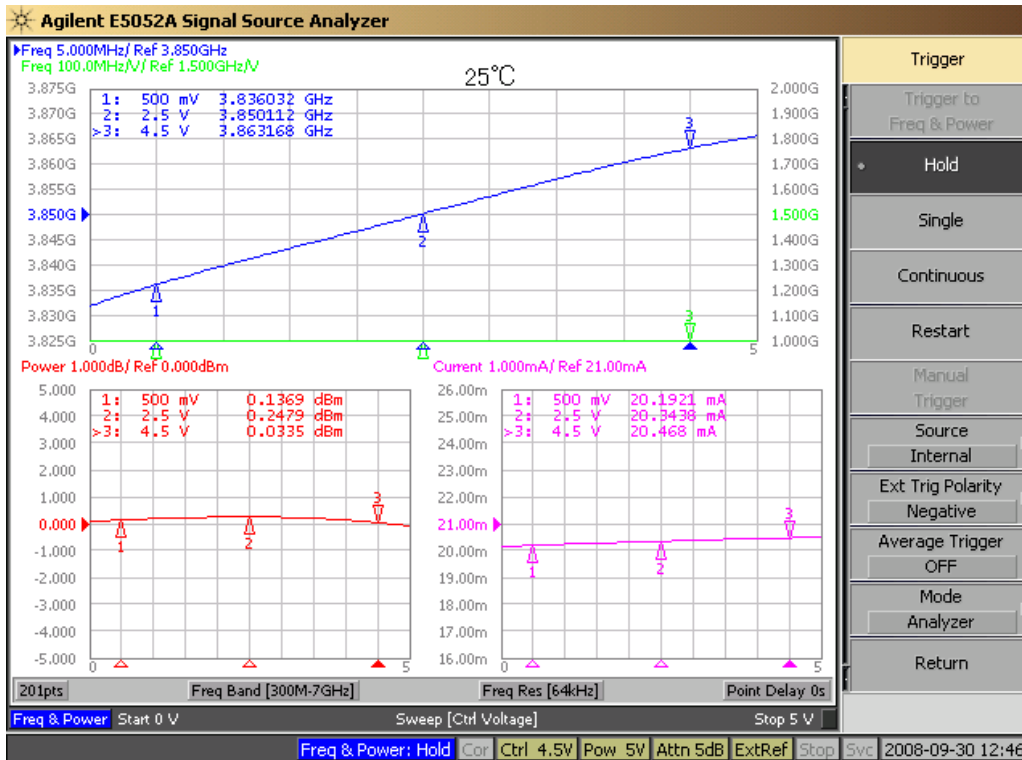 Agilent E5052A Signal Source Analyzer
Freq 5.000MHz/ Ref 3.850GHz
Freq 100.0MHz/V/ Ref 1.500GHz/V
25°C
3.875G
3.870G
3.865G
3.860G
3.855G
3.850G
3.845G
3.840G
3.835G
3.830G
3.825G
1: 500 mV 3.836032 GHz
2: 2.5 V 3.850112 GHz
>3: 4.5 V 3.863168 GHz
3
2
1
3
2.000G
1.900G
1.800G
1.700G
1.600G
1.500G
1.400G
1.300G
1.200G
1.100G
1.000G
0
5
Power 1.000dB/ Ref 0.000dBm
5.000
4.000
3.000
2.000
1.000
0.000
-1.000
-2.000
-3.000
-4.000
-5.000
1: 500 mV 0.1369 dBm
2: 2.5 V 0.2479 dBm
>3: 4.5 V 0.0335 dBm
3
1
2
0
5
Current 1.000mA/ Ref 21.00mA
26.00m
25.00m
24.00m
23.00m
22.00m
21.00m
20.00m
19.00m
18.00m
17.00m
16.00m
1: 500 mV 20.1921 mA
2: 2.5 V 20.3438 mA
>3: 4.5 V 20.468 mA
3
1
2
0
5
201pts
Freq Band [300M-7GHz]
Freq Res [64kHz]
Point Delay 0s
Freq & Power Start 0 V
Sweep [Ctrl Voltage]
Stop 5 V
Trigger
Trigger to
Freq & Power
Hold
Single
Continuous
Restart
Manual
Trigger
Source
Internal
Ext Trig Polarity
Negative
Average Trigger
OFF
Mode
Analyzer
Return
Freq & Power: Hold Cor Ctrl 4.5V Pow 5V Attn 5dB ExtRef Stop Svc 2008-09-30 12:46